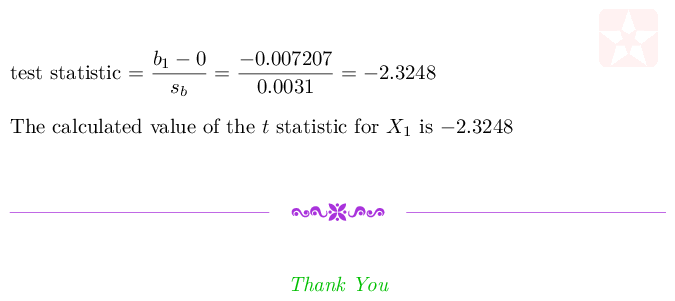 test statistic = \frac{b_1 - 0}{s_b} = \frac{-0.007207}{0.0031} = -2.3248
The calculated value of the t statistic for X_1 is -2.3248
Thank You